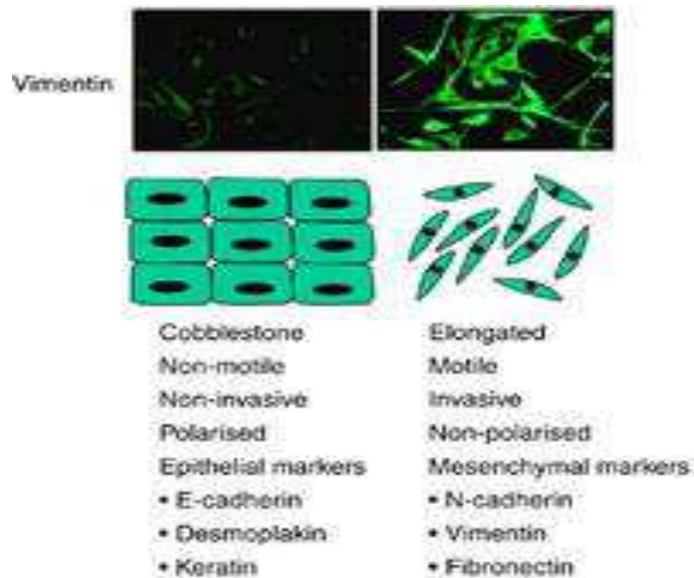 Vimentin
Cobblestone
Non-motile
Non-invasive
Polarised
Epithelial markers
• E-cadherin
• Desmoplakin
• Keratin
Elongated
Motile
Invasive
Non-polarised
Mesenchymal markers
• N-cadherin
• Vimentin
• Fibronectin